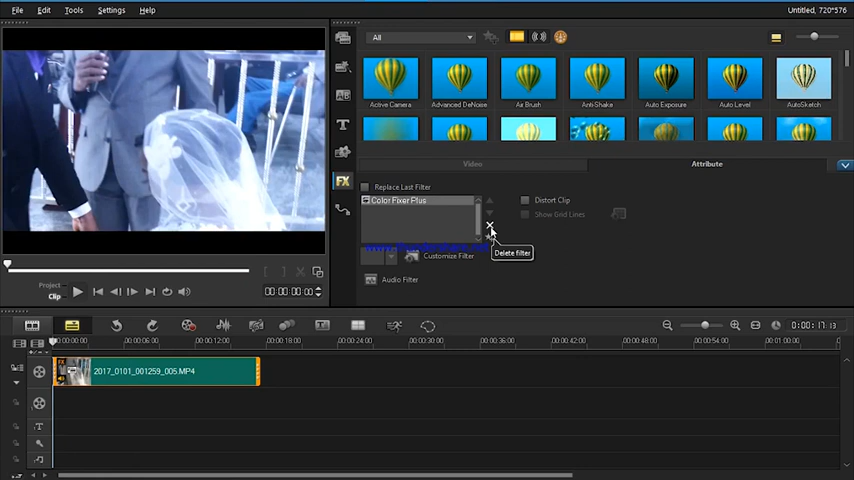 File Edit Tools Settings Help Untitled, 720*576
All
Active Camera Advanced DeNoise Air Brush Anti-Shake Auto Exposure Auto Level AutoSketch
Video Attribute
Replace Last Filter
Color Fixer Plus
Distort Clip
Show Grid Lines
Delete filter
Customize Filter
Audio Filter
FX
Project
Clip
00:00:00:00
0:00:17:13
00:00:00:00 00:00:06:00 00:00:12:00 00:00:18:00 00:00:24:00 00:00:30:00 00:00:36:00 00:00:42:00 00:00:48:00 00:00:54:00 00:01:00:00
2017_0101_001259_005.MP4